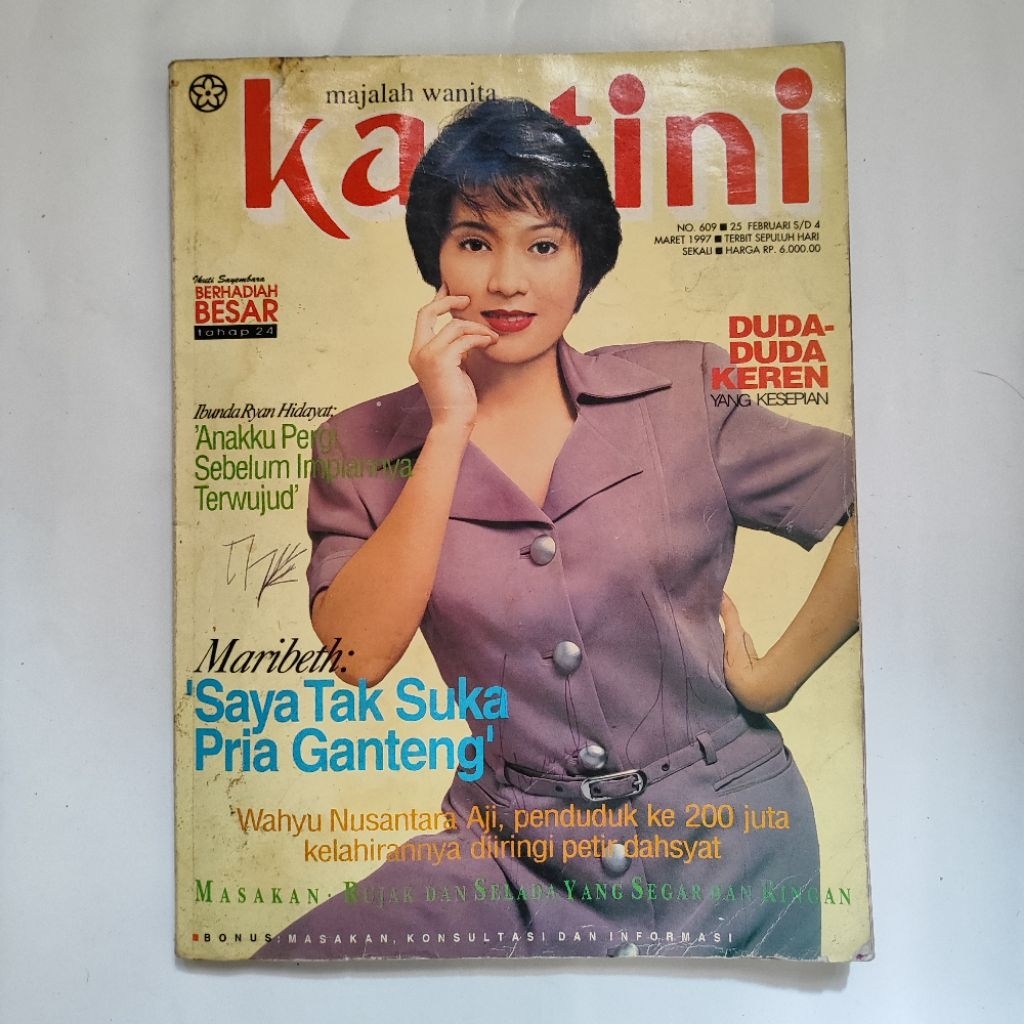 majalah wanita
kartini
NO. 609 ■ 25 FEBRUARI S/D 4
MARET 1997 ■ TERBIT SEPULUH HARI
SEKALI ■ HARGA RP. 6.000.00
Ikuti Sayembara
BERHADIAH
BESAR
tahap 24
DUDA-
DUDA
KEREN
YANG KESEPIAN
Ibunda Ryan Hidayat:
'Anakku Pergi
Sebelum Impiannya
Terwujud'
Maribeth:
'Saya Tak Suka
Pria Ganteng'
Wahyu Nusantara Aji, penduduk ke 200 juta
kelahirannya diiringi petir dahsyat
MASAKAN · RUJAK DAN SELADA YANG SEGAR DAN RINGAN
■ BONUS: MASAKAN, KONSULTASI DAN INFORMASI